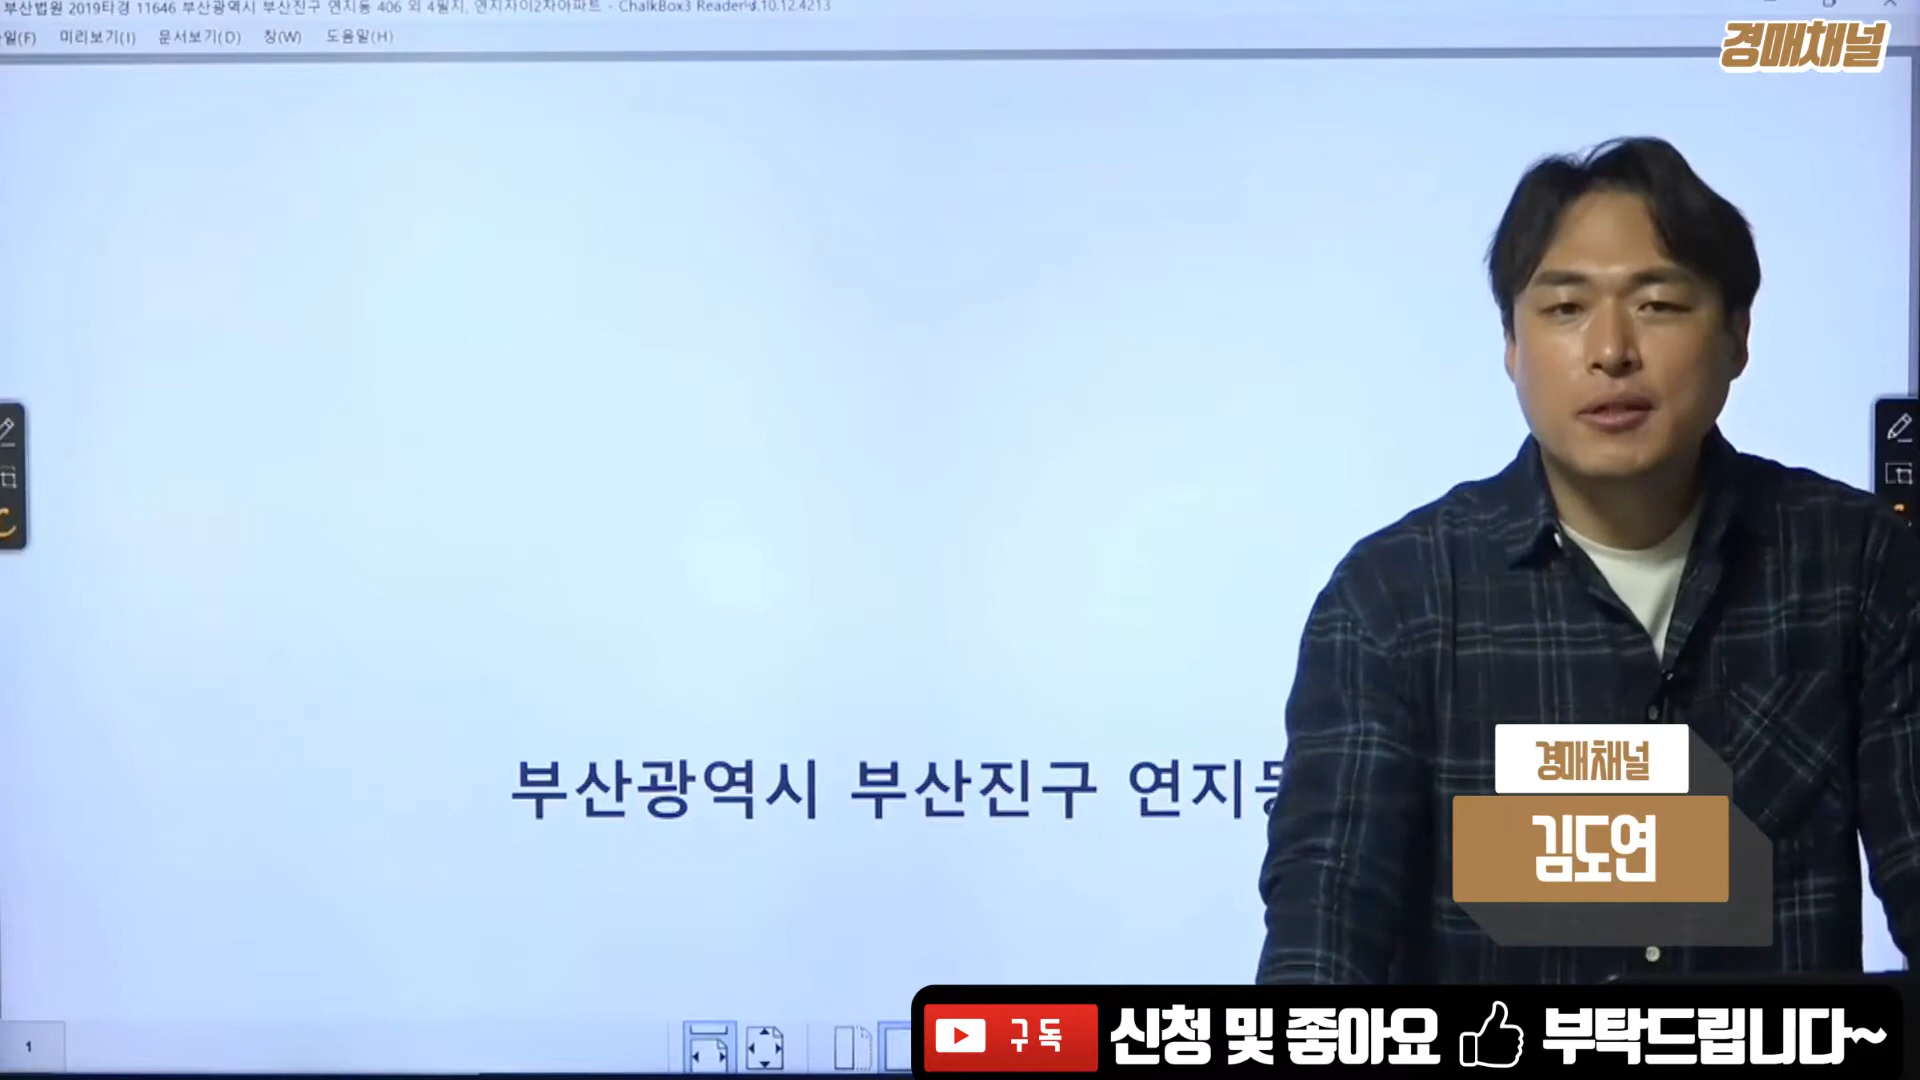 부산법원 2019타경 11646 부산광역시 부산진구 연지동 406 외 4필지, 연지자이2차아파트 - ChalkBox3 Reader
일(F) 미리보기(I) 문서보기(D) 창(W) 도움말(H)
경매채널
부산광역시 부산진구 연지동
경매채널
김도연
1
구독 신청 및 좋아요 부탁드립니다~